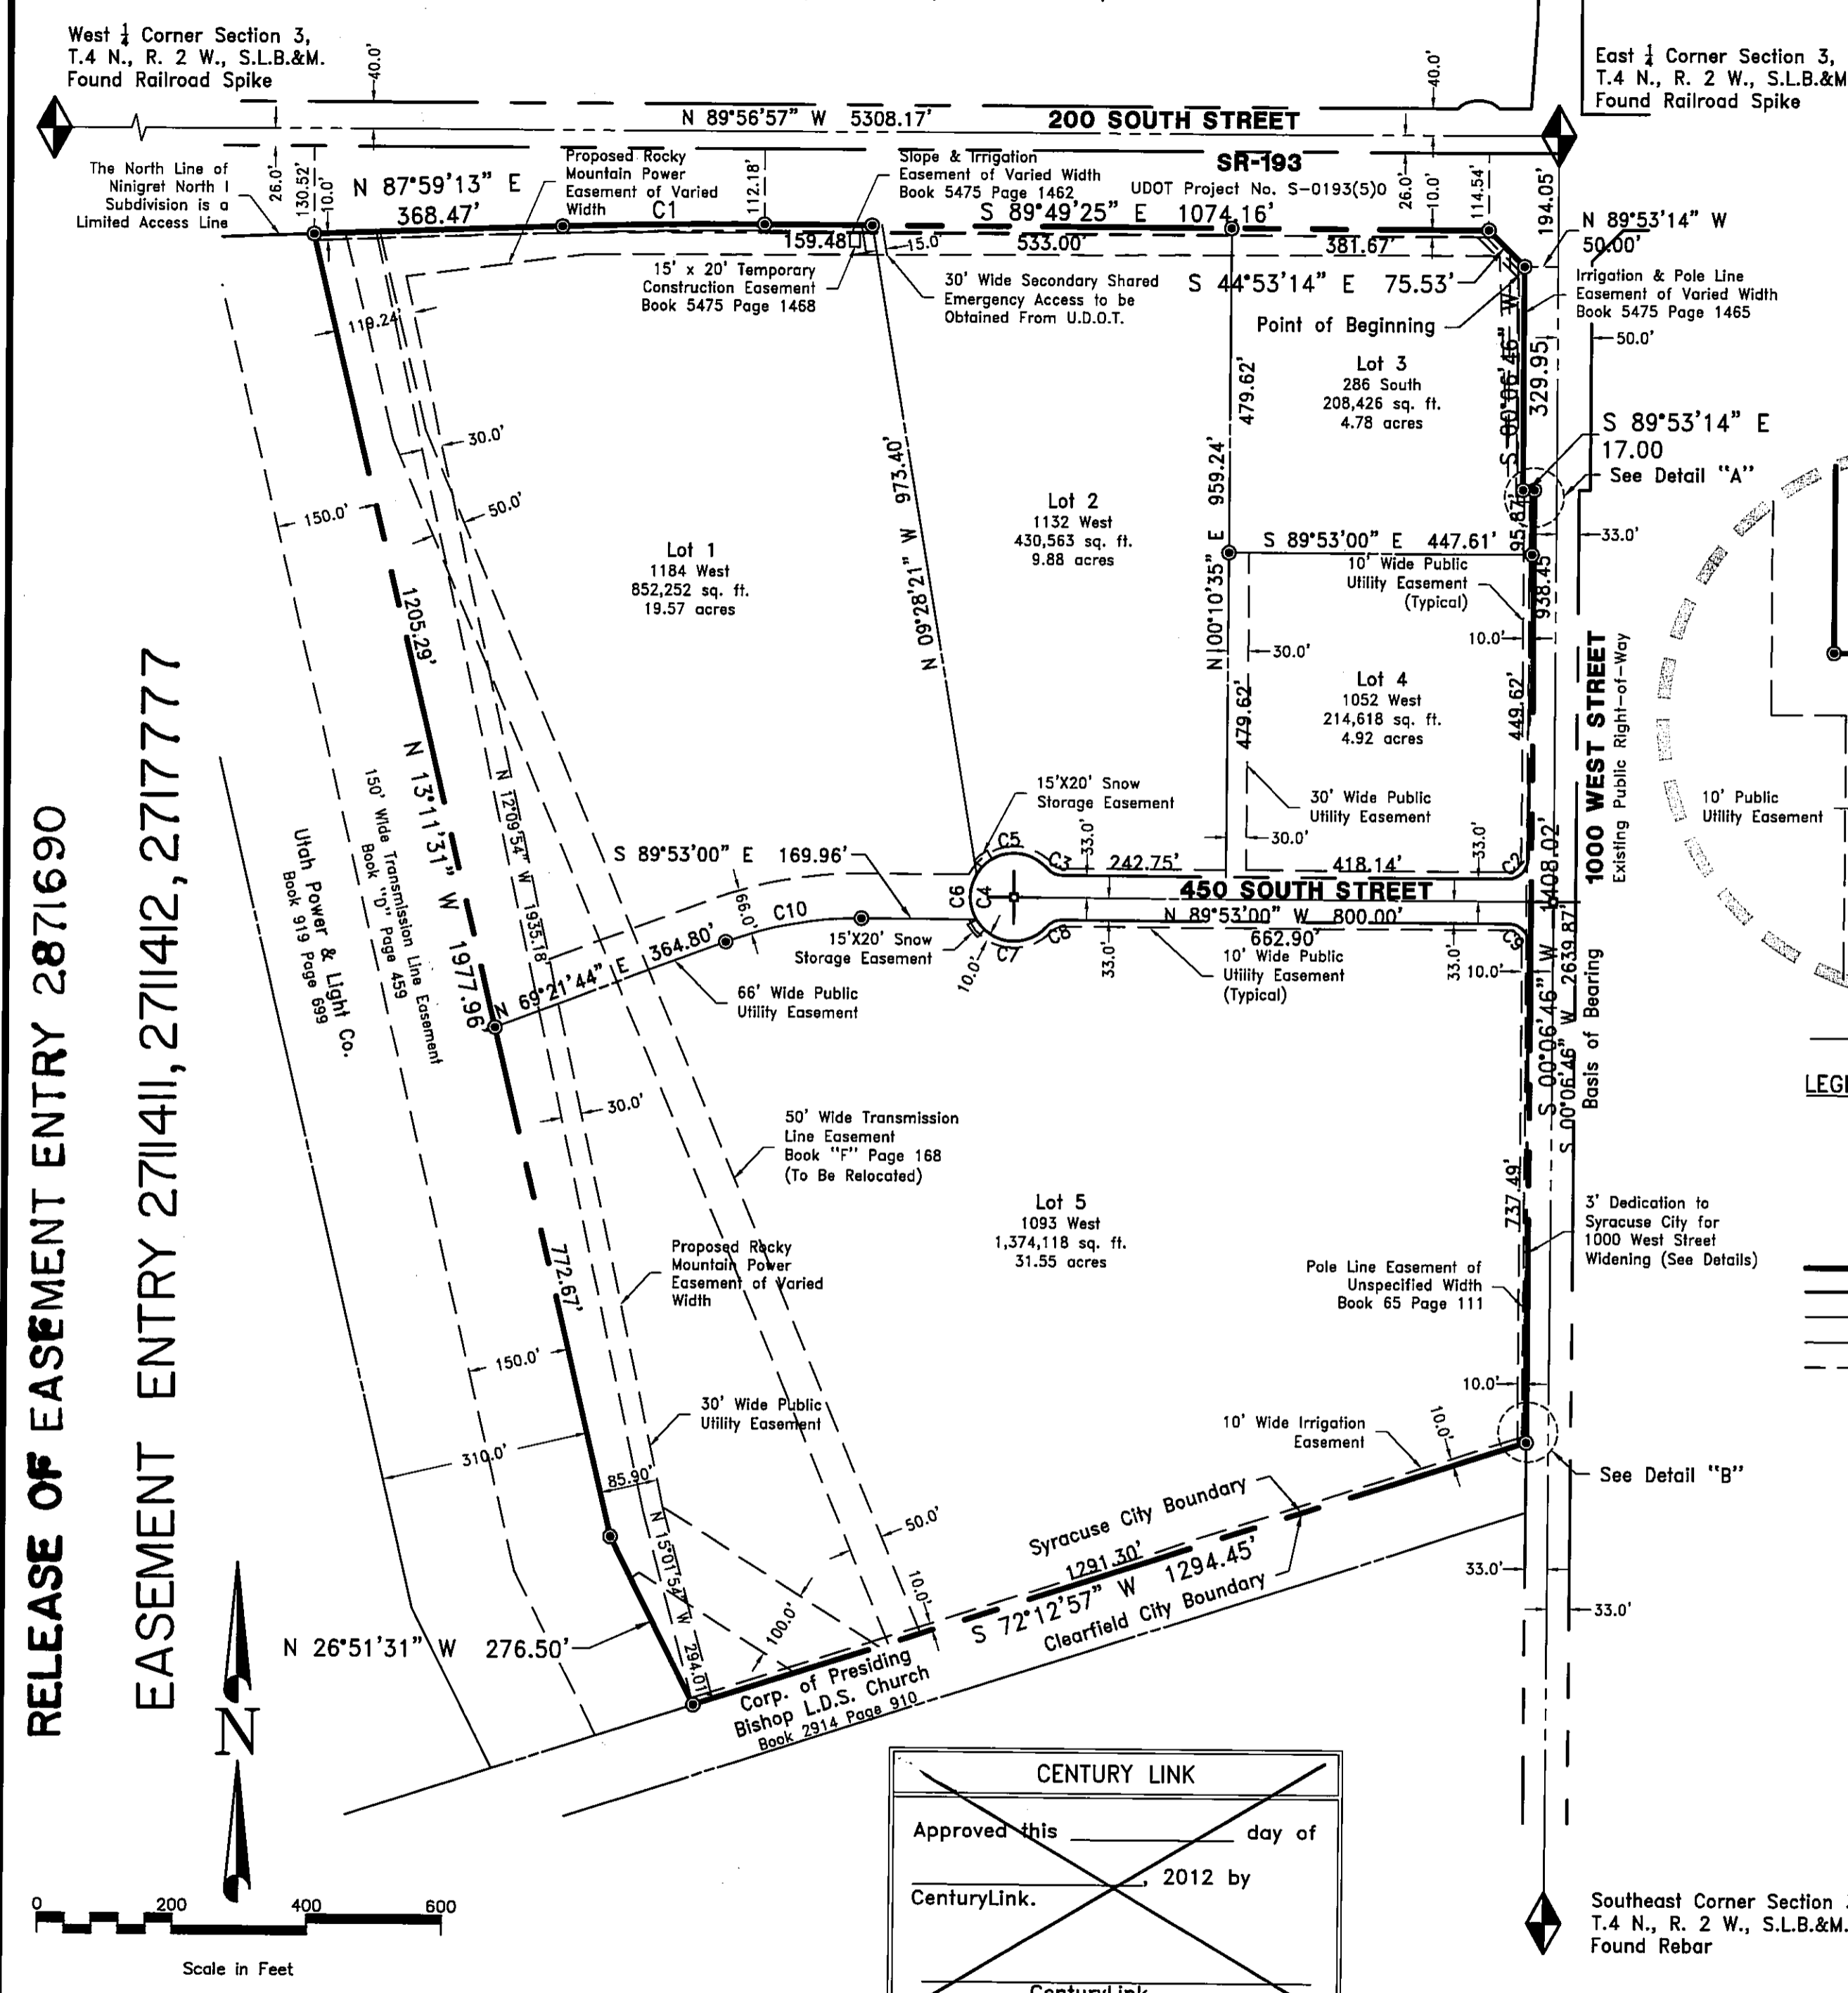 West ¼ Corner Section 3,
T.4 N., R. 2 W., S.L.B.&M.
Found Railroad Spike
East ¼ Corner Section 3,
T.4 N., R. 2 W., S.L.B.&M
Found Railroad Spike
40.0'
40.0'
N 89°56'57" W 5308.17'
200 SOUTH STREET
SR-193
UDOT Project No. S-0193(5)0
The North Line of
Ninigret North I
Subdivision is a
Limited Access Line
26.0'
130.52'
10.0'
N 87°59'13" E
368.47'
Proposed Rocky
Mountain Power
Easement of Varied
Width
C1
112.18'
Slope & Irrigation
Easement of Varied Width
Book 5475 Page 1462
S 89°49'25" E 1074.16'
26.0'
10.0'
114.54'
194.05'
N 89°53'14" W
50.00'
159.48
15.0'
533.00'
381.67'
15' x 20' Temporary
Construction Easement
Book 5475 Page 1468
30' Wide Secondary Shared
Emergency Access to be
Obtained From U.D.O.T.
S 44°53'14" E 75.53'
Point of Beginning
Irrigation & Pole Line
Easement of Varied Width
Book 5475 Page 1465
50.0'
119.24'
S 00°06'46" W
329.95
Lot 3
286 South
208,426 sq. ft.
4.78 acres
479.62'
S 89°53'14" E
17.00
See Detail "A"
30.0'
50.0'
150.0'
973.40'
N 09°28'21" W
959.24'
N 00°10'35" E
Lot 2
1132 West
430,563 sq. ft.
9.88 acres
Lot 1
1184 West
852,252 sq. ft.
19.57 acres
95.87'
33.0'
S 89°53'00" E 447.61'
10' Wide Public
Utility Easement
(Typical)
938.45
10.0'
1205.29'
30.0'
Lot 4
1052 West
214,618 sq. ft.
4.92 acres
479.62'
449.62'
1000 WEST STREET
Existing Public Right-of-Way
10' Public
Utility Easement
N 13°11'31" W 1977.96'
N 12°09'54" W 1935.18'
150' Wide Transmission Line Easement
Book "D" Page 459
Utah Power & Light Co.
Book 919 Page 699
15'X20' Snow
Storage Easement
30' Wide Public
Utility Easement
30.0'
S 89°53'00" E 169.96'
C5
C3
33.0'
242.75'
418.14'
33.0'
C2
1408.02'
C6
C4
450 SOUTH STREET
N 89°53'00" W 800.00'
662.90'
66.0'
C10
15'X20' Snow
Storage Easement
C7
C8
10.0'
33.0'
10' Wide Public
Utility Easement
(Typical)
33.0'
C9
10.0'
N 69°21'44" E 364.80'
66' Wide Public
Utility Easement
S 00°06'46" W
S 00°06'46" W 2639.87'
Basis of Bearing
LEG
30.0'
50' Wide Transmission
Line Easement
Book "F" Page 168
(To Be Relocated)
Lot 5
1093 West
1,374,118 sq. ft.
31.55 acres
737.49'
3' Dedication to
Syracuse City for
1000 West Street
Widening (See Details)
Proposed Rocky
Mountain Power
Easement of Varied
Width
772.67'
Pole Line Easement of
Unspecified Width
Book 65 Page 111
150.0'
10.0'
30' Wide Public
Utility Easement
10' Wide Irrigation
Easement
10.0'
310.0'
85.90'
See Detail "B"
N 15°01'54" W 294.01'
50.0'
Syracuse City Boundary
1291.30'
S 72°12'57" W 1294.45'
Clearfield City Boundary
33.0'
33.0'
10.0'
100.0'
N 26°51'31" W 276.50'
Corp. of Presiding
Bishop L.D.S. Church
Book 2914 Page 910
RELEASE OF EASEMENT ENTRY 2871690
EASEMENT ENTRY 2711411, 2711412, 2717777
N
0 200 400 600
Scale in Feet
CENTURY LINK
Approved this ____________ day of
________________, 2012 by
CenturyLink.
CenturyLink
Southeast Corner Section
T.4 N., R. 2 W., S.L.B.&M.
Found Rebar